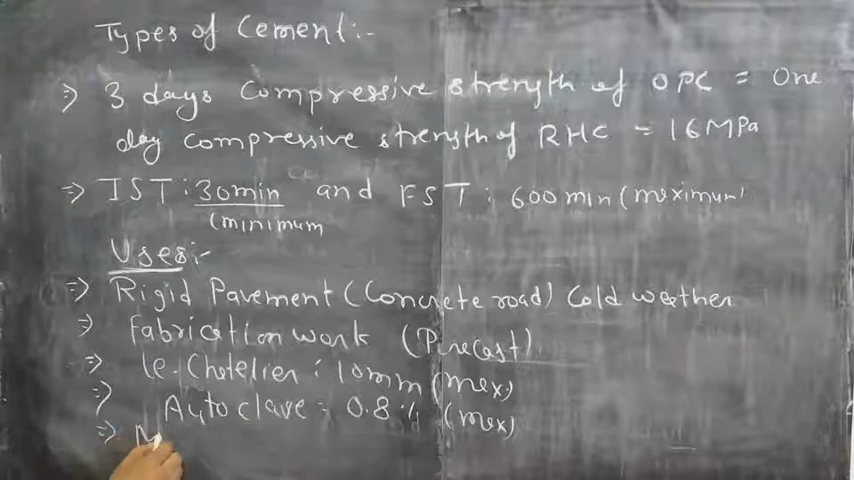 Types of Cement:-
⇒ 3 days compressive strength of OPC = One
day compressive strength of RHC = 16MPa
⇒ IST: 30min and FST: 600min (maximum)
(minimum
Uses:-
⇒ Rigid Pavement (Concrete road) Cold weather
⇒ Fabrication work (Precast)
⇒ Le-Chatelier: 10mm (max)
⇒ Autoclave = 0.8% (max)
⇒